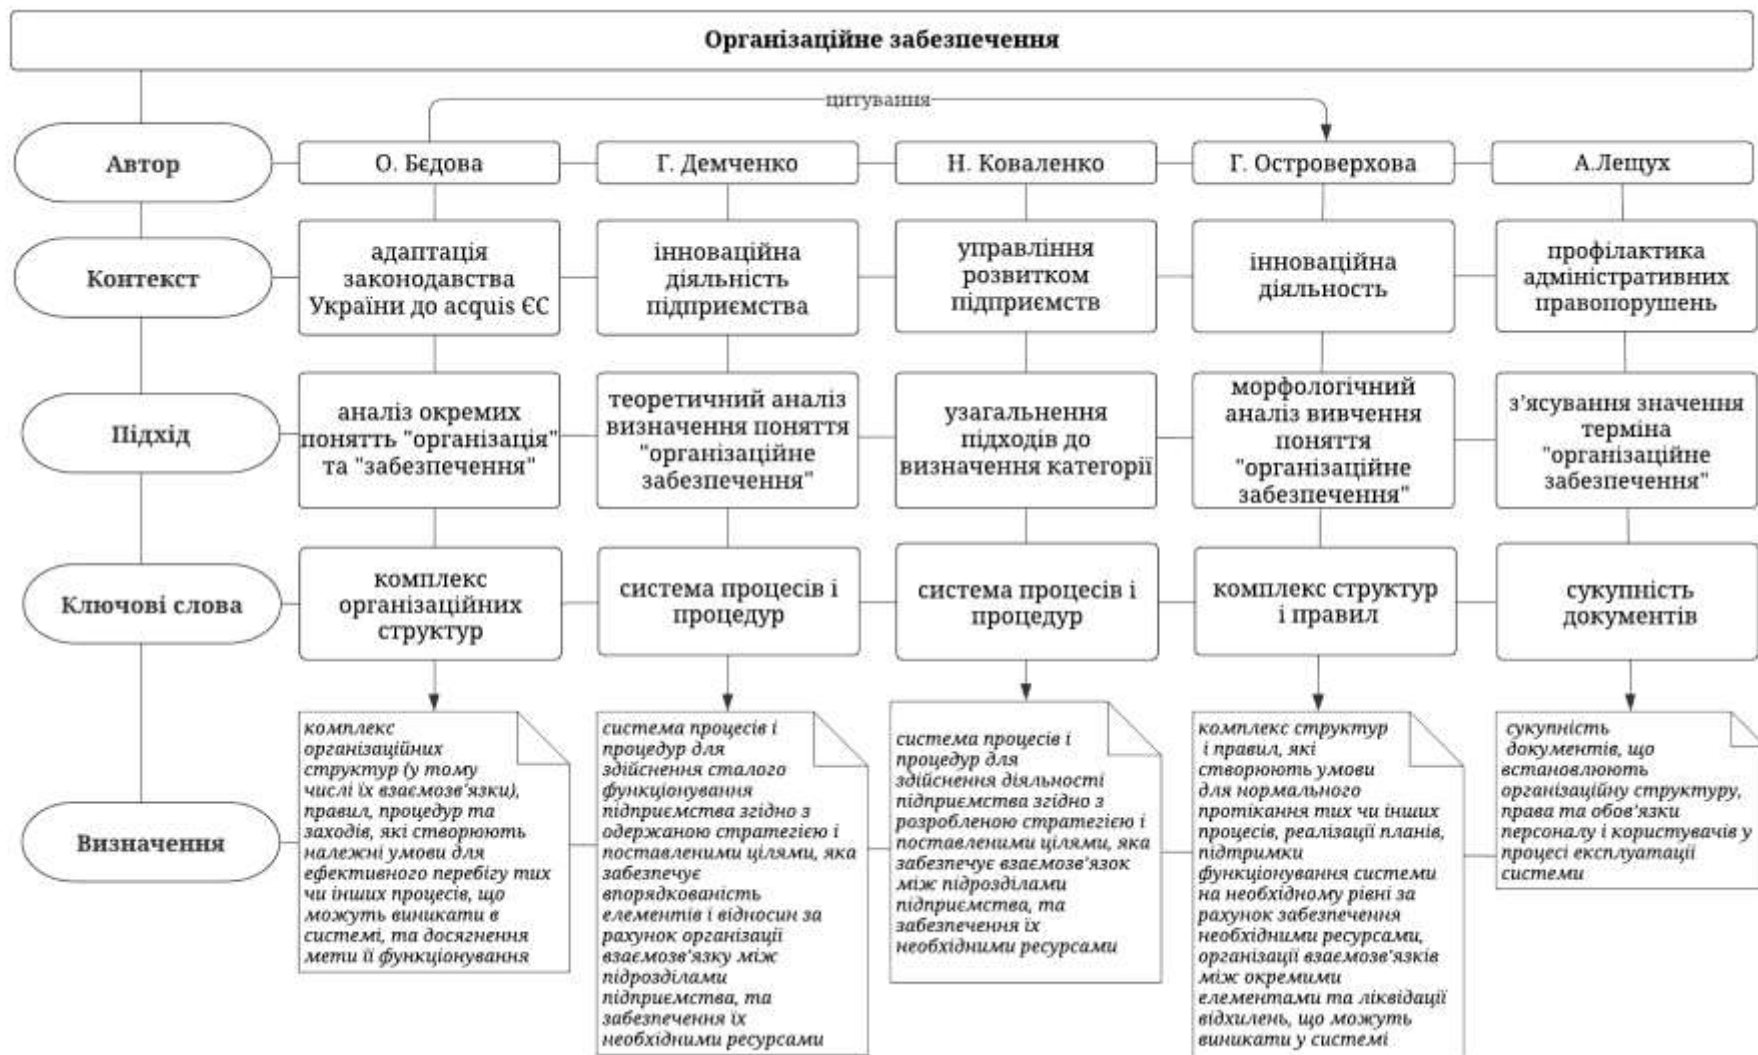 Організаційне забезпечення
цитування
Автор
О. Бєдова
Г. Демченко
Н. Коваленко
Г. Островерхова
А.Лещух
Контекст
адаптація
законодавства
України до acquis ЄС
інноваційна
діяльність
підприємства
управління
розвитком
підприємств
інноваційна
діяльность
профілактика
адміністративних
правопорушень
Підхід
аналіз окремих
понятть "організація"
та "забезпечення"
теоретичний аналіз
визначення поняття
"організаційне
забезпечення"
узагальнення
підходів до
визначення категорії
морфологічний
аналіз вивчення
поняття
"організаційне
забезпечення"
з’ясування значення
терміна
"організаційне
забезпечення"
Ключові слова
комплекс
організаційних
структур
система процесів і
процедур
система процесів і
процедур
комплекс структур
і правил
сукупність
документів
Визначення
комплекс
організаційних
структур (у тому
числі їх взаємозв'язки),
правил, процедур та
заходів, які створюють
належні умови для
ефективного перебігу тих
чи інших процесів, що
можуть виникати в
системі, та досягнення
мети її функціонування
система процесів і
процедур для
здійснення сталого
функціонування
підприємства згідно з
одержаною стратегією і
поставленими цілями, яка
забезпечує
впорядкованість
елементів і відносин за
рахунок організації
взаємозв'язку між
підрозділами
підприємства, та
забезпечення їх
необхідними ресурсами
система процесів і
процедур для
здійснення діяльності
підприємства згідно з
розробленою стратегією і
поставленими цілями, яка
забезпечує взаємозв'язок
між підрозділами
підприємства, та
забезпечення їх
необхідними ресурсами
комплекс структур
і правил, які
створюють умови
для нормального
протікання тих чи інших
процесів, реалізації планів,
підтримки
функціонування системи
на необхідному рівні за
рахунок забезпечення
необхідними ресурсами,
організації взаємозв'язків
між окремими
елементами та ліквідації
відхилень, що можуть
виникати у системі
сукупність
документів, що
встановлюють
організаційну структуру,
права та обов’язки
персоналу і користувачів у
процесі експлуатації
системи